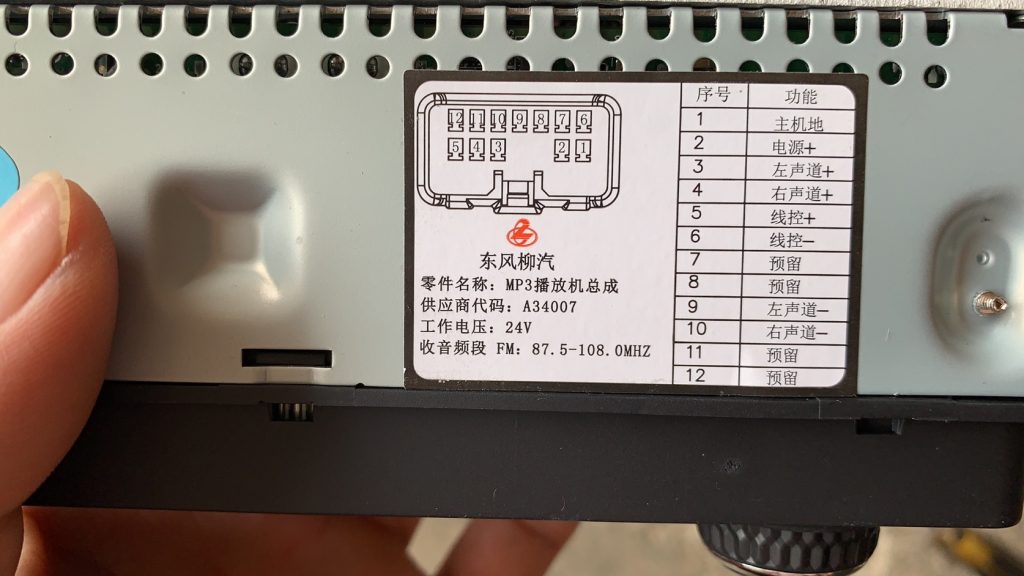 12 11 10 9 8 7 6
5 4 3 2 1
东风柳汽
零件名称：MP3播放机总成
供应商代码：A34007
工作电压：24V
收音频段 FM：87.5-108.0MHZ
序号 功能
1 主机地
2 电源+
3 左声道+
4 右声道+
5 线控+
6 线控−
7 预留
8 预留
9 左声道−
10 右声道−
11 预留
12 预留